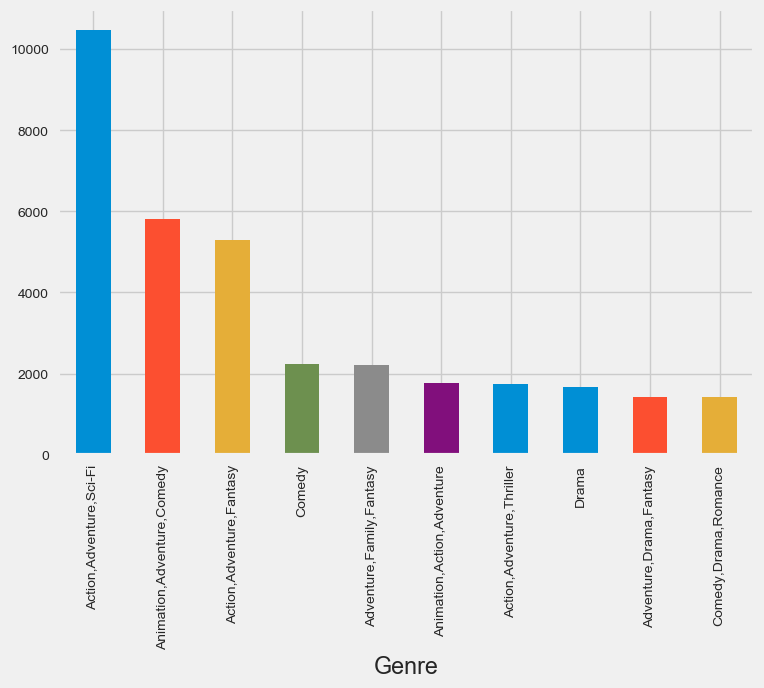 10000
8000
6000
4000
2000
0
Action,Adventure,Sci-Fi
Animation,Adventure,Comedy
Action,Adventure,Fantasy
Comedy
Adventure,Family,Fantasy
Animation,Action,Adventure
Action,Adventure,Thriller
Drama
Adventure,Drama,Fantasy
Comedy,Drama,Romance
Genre